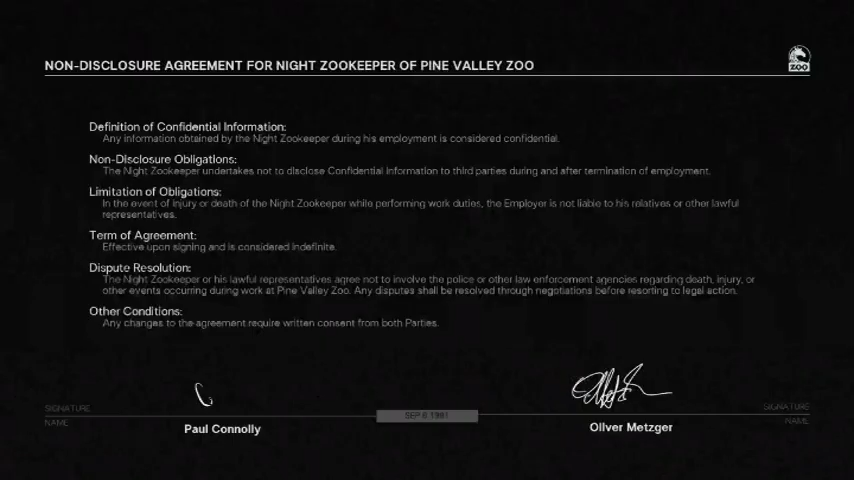 NON-DISCLOSURE AGREEMENT FOR NIGHT ZOOKEEPER OF PINE VALLEY ZOO
ZOO
Definition of Confidential Information:
Any information obtained by the Night Zookeeper during his employment is considered confidential.
Non-Disclosure Obligations:
The Night Zookeeper undertakes not to disclose Confidential Information to third parties during and after termination of employment.
Limitation of Obligations:
In the event of injury or death of the Night Zookeeper while performing work duties, the Employer is not liable to his relatives or other lawful
representatives.
Term of Agreement:
Effective upon signing and is considered indefinite.
Dispute Resolution:
The Night Zookeeper or his lawful representatives agree not to involve the police or other law enforcement agencies regarding death, injury, or
other events occurring during work at Pine Valley Zoo. Any disputes shall be resolved through negotiations before resorting to legal action.
Other Conditions:
Any changes to the agreement require written consent from both Parties.
SIGNATURE
NAME
Paul Connolly
SEP 6 1981
SIGNATURE
NAME
Oliver Metzger